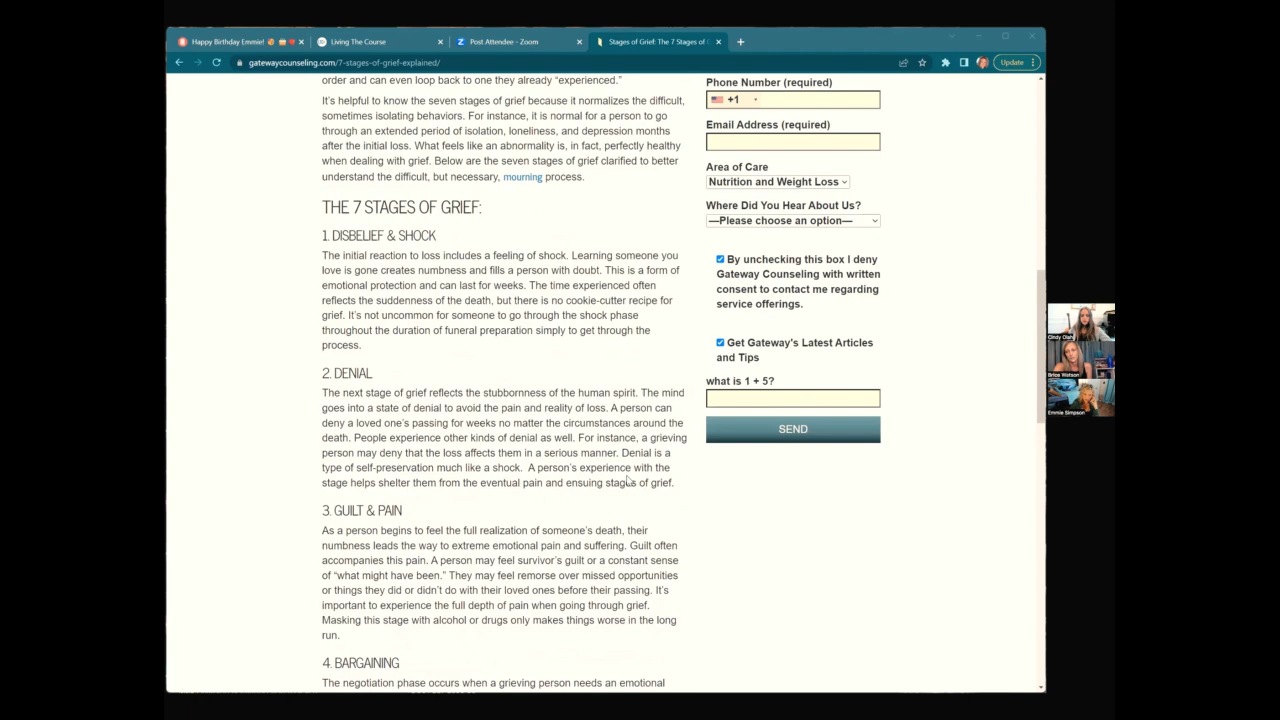 Happy Birthday Emmie!
Living The Course
Post Attendee - Zoom
Stages of Grief: The 7 Stages of
gatewaycounseling.com/7-stages-of-grief-explained/
Update
order and can even loop back to one they already “experienced.”
It’s helpful to know the seven stages of grief because it normalizes the difficult,
sometimes isolating behaviors. For instance, it is normal for a person to go
through an extended period of isolation, loneliness, and depression months
after the initial loss. What feels like an abnormality is, in fact, perfectly healthy
when dealing with grief. Below are the seven stages of grief clarified to better
understand the difficult, but necessary, mourning process.
THE 7 STAGES OF GRIEF:
1. DISBELIEF & SHOCK
The initial reaction to loss includes a feeling of shock. Learning someone you
love is gone creates numbness and fills a person with doubt. This is a form of
emotional protection and can last for weeks. The time experienced often
reflects the suddenness of the death, but there is no cookie-cutter recipe for
grief. It’s not uncommon for someone to go through the shock phase
throughout the duration of funeral preparation simply to get through the
process.
2. DENIAL
The next stage of grief reflects the stubbornness of the human spirit. The mind
goes into a state of denial to avoid the pain and reality of loss. A person can
deny a loved one’s passing for weeks no matter the circumstances around the
death. People experience other kinds of denial as well. For instance, a grieving
person may deny that the loss affects them in a serious manner. Denial is a
type of self-preservation much like a shock. A person’s experience with the
stage helps shelter them from the eventual pain and ensuing stages of grief.
3. GUILT & PAIN
As a person begins to feel the full realization of someone’s death, their
numbness leads the way to extreme emotional pain and suffering. Guilt often
accompanies this pain. A person may feel survivor’s guilt or a constant sense
of “what might have been.” They may feel remorse over missed opportunities
or things they did or didn’t do with their loved ones before their passing. It’s
important to experience the full depth of pain when going through grief.
Masking this stage with alcohol or drugs only makes things worse in the long
run.
4. BARGAINING
The negotiation phase occurs when a grieving person needs an emotional
Phone Number (required)
+1
Email Address (required)
Area of Care
Nutrition and Weight Loss
Where Did You Hear About Us?
—Please choose an option—
By unchecking this box I deny
Gateway Counseling with written
consent to contact me regarding
service offerings.
Get Gateway's Latest Articles
and Tips
what is 1 + 5?
SEND
Cindy
Brice Watson
Emmie Simpson